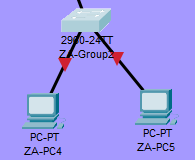 2960-24TT
ZA-Group2
PC-PT
ZA-PC4
PC-PT
ZA-PC5